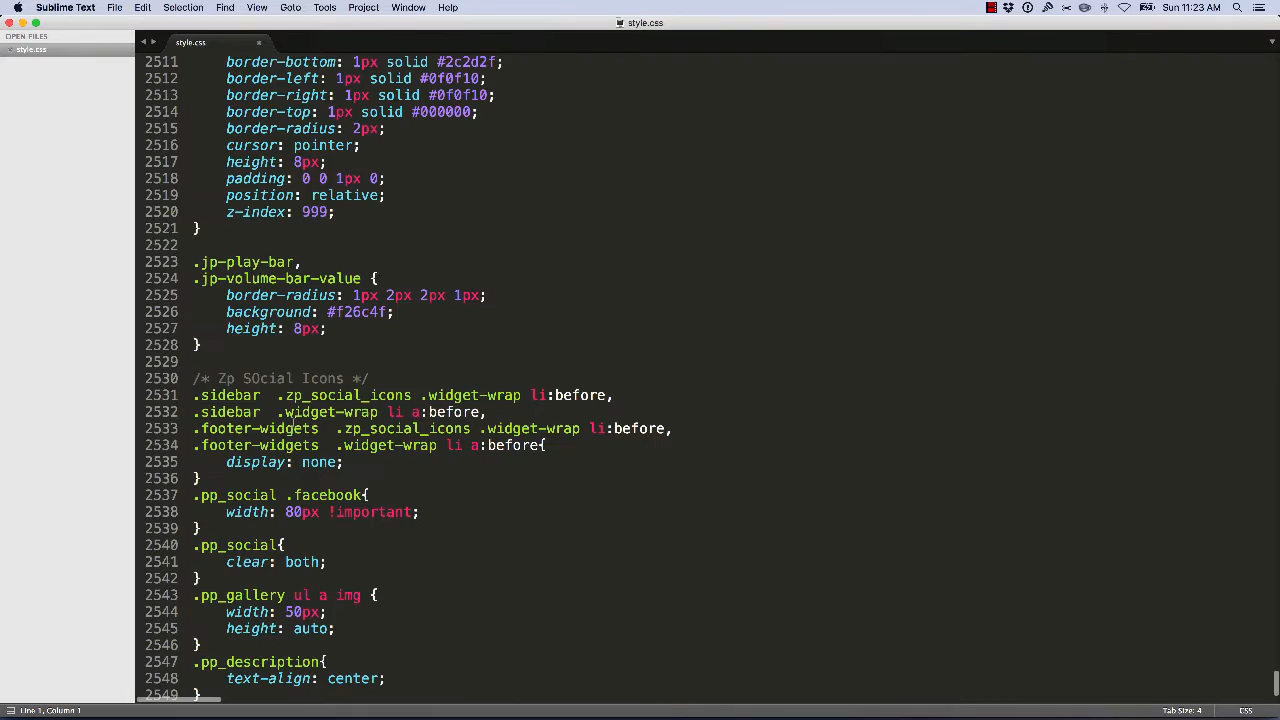 Sublime Text File Edit Selection Find View Goto Tools Project Window Help Sun 11:23 AM
style.css
OPEN FILES
style.css
style.css
2511 border-bottom: 1px solid #2c2d2f;
2512 border-left: 1px solid #0f0f10;
2513 border-right: 1px solid #0f0f10;
2514 border-top: 1px solid #000000;
2515 border-radius: 2px;
2516 cursor: pointer;
2517 height: 8px;
2518 padding: 0 0 1px 0;
2519 position: relative;
2520 z-index: 999;
2521 }
2522
2523 .jp-play-bar,
2524 .jp-volume-bar-value {
2525 border-radius: 1px 2px 2px 1px;
2526 background: #f26c4f;
2527 height: 8px;
2528 }
2529
2530 /* Zp SOcial Icons */
2531 .sidebar .zp_social_icons .widget-wrap li:before,
2532 .sidebar .widget-wrap li a:before,
2533 .footer-widgets .zp_social_icons .widget-wrap li:before,
2534 .footer-widgets .widget-wrap li a:before{
2535 display: none;
2536 }
2537 .pp_social .facebook{
2538 width: 80px !important;
2539 }
2540 .pp_social{
2541 clear: both;
2542 }
2543 .pp_gallery ul a img {
2544 width: 50px;
2545 height: auto;
2546 }
2547 .pp_description{
2548 text-align: center;
2549 }
Line 1, Column 1 Tab Size: 4 CSS